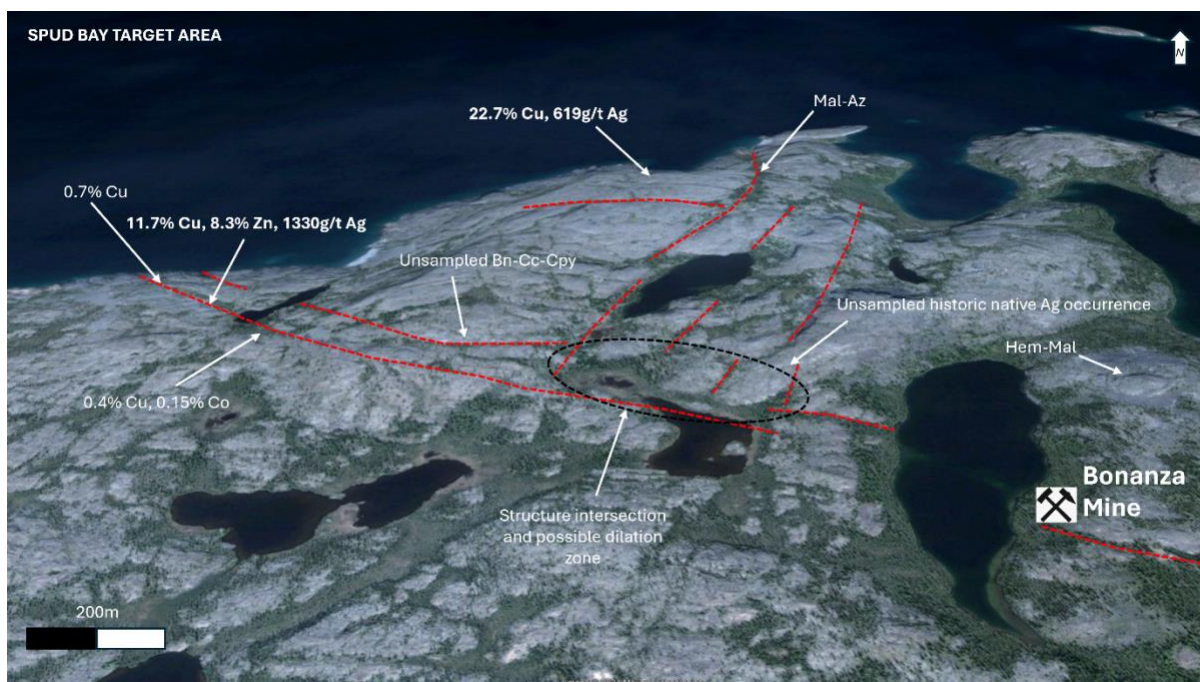 SPUD BAY TARGET AREA
N
22.7% Cu, 619g/t Ag
Mal-Az
0.7% Cu
11.7% Cu, 8.3% Zn, 1330g/t Ag
Unsampled Bn-Cc-Cpy
Unsampled historic native Ag occurrence
Hem-Mal
0.4% Cu, 0.15% Co
Bonanza
Mine
Structure intersection
and possible dilation
zone
200m